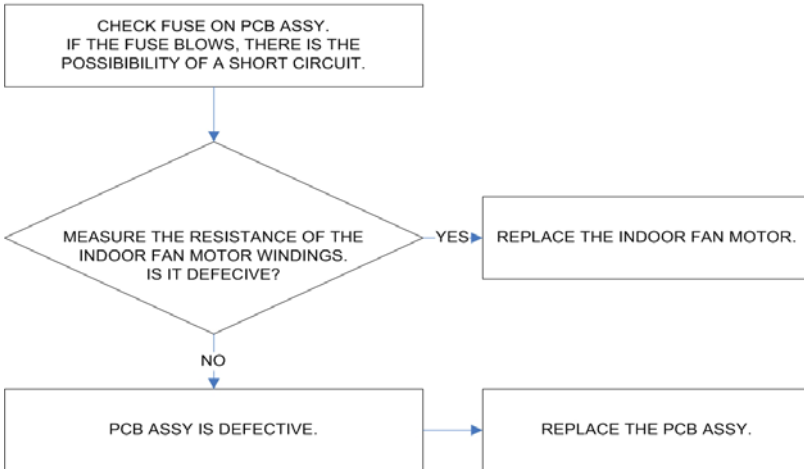 CHECK FUSE ON PCB ASSY.
IF THE FUSE BLOWS, THERE IS THE
POSSIBIBILITY OF A SHORT CIRCUIT.
MEASURE THE RESISTANCE OF THE
INDOOR FAN MOTOR WINDINGS.
IS IT DEFECIVE?
YES
REPLACE THE INDOOR FAN MOTOR.
NO
PCB ASSY IS DEFECTIVE.
REPLACE THE PCB ASSY.